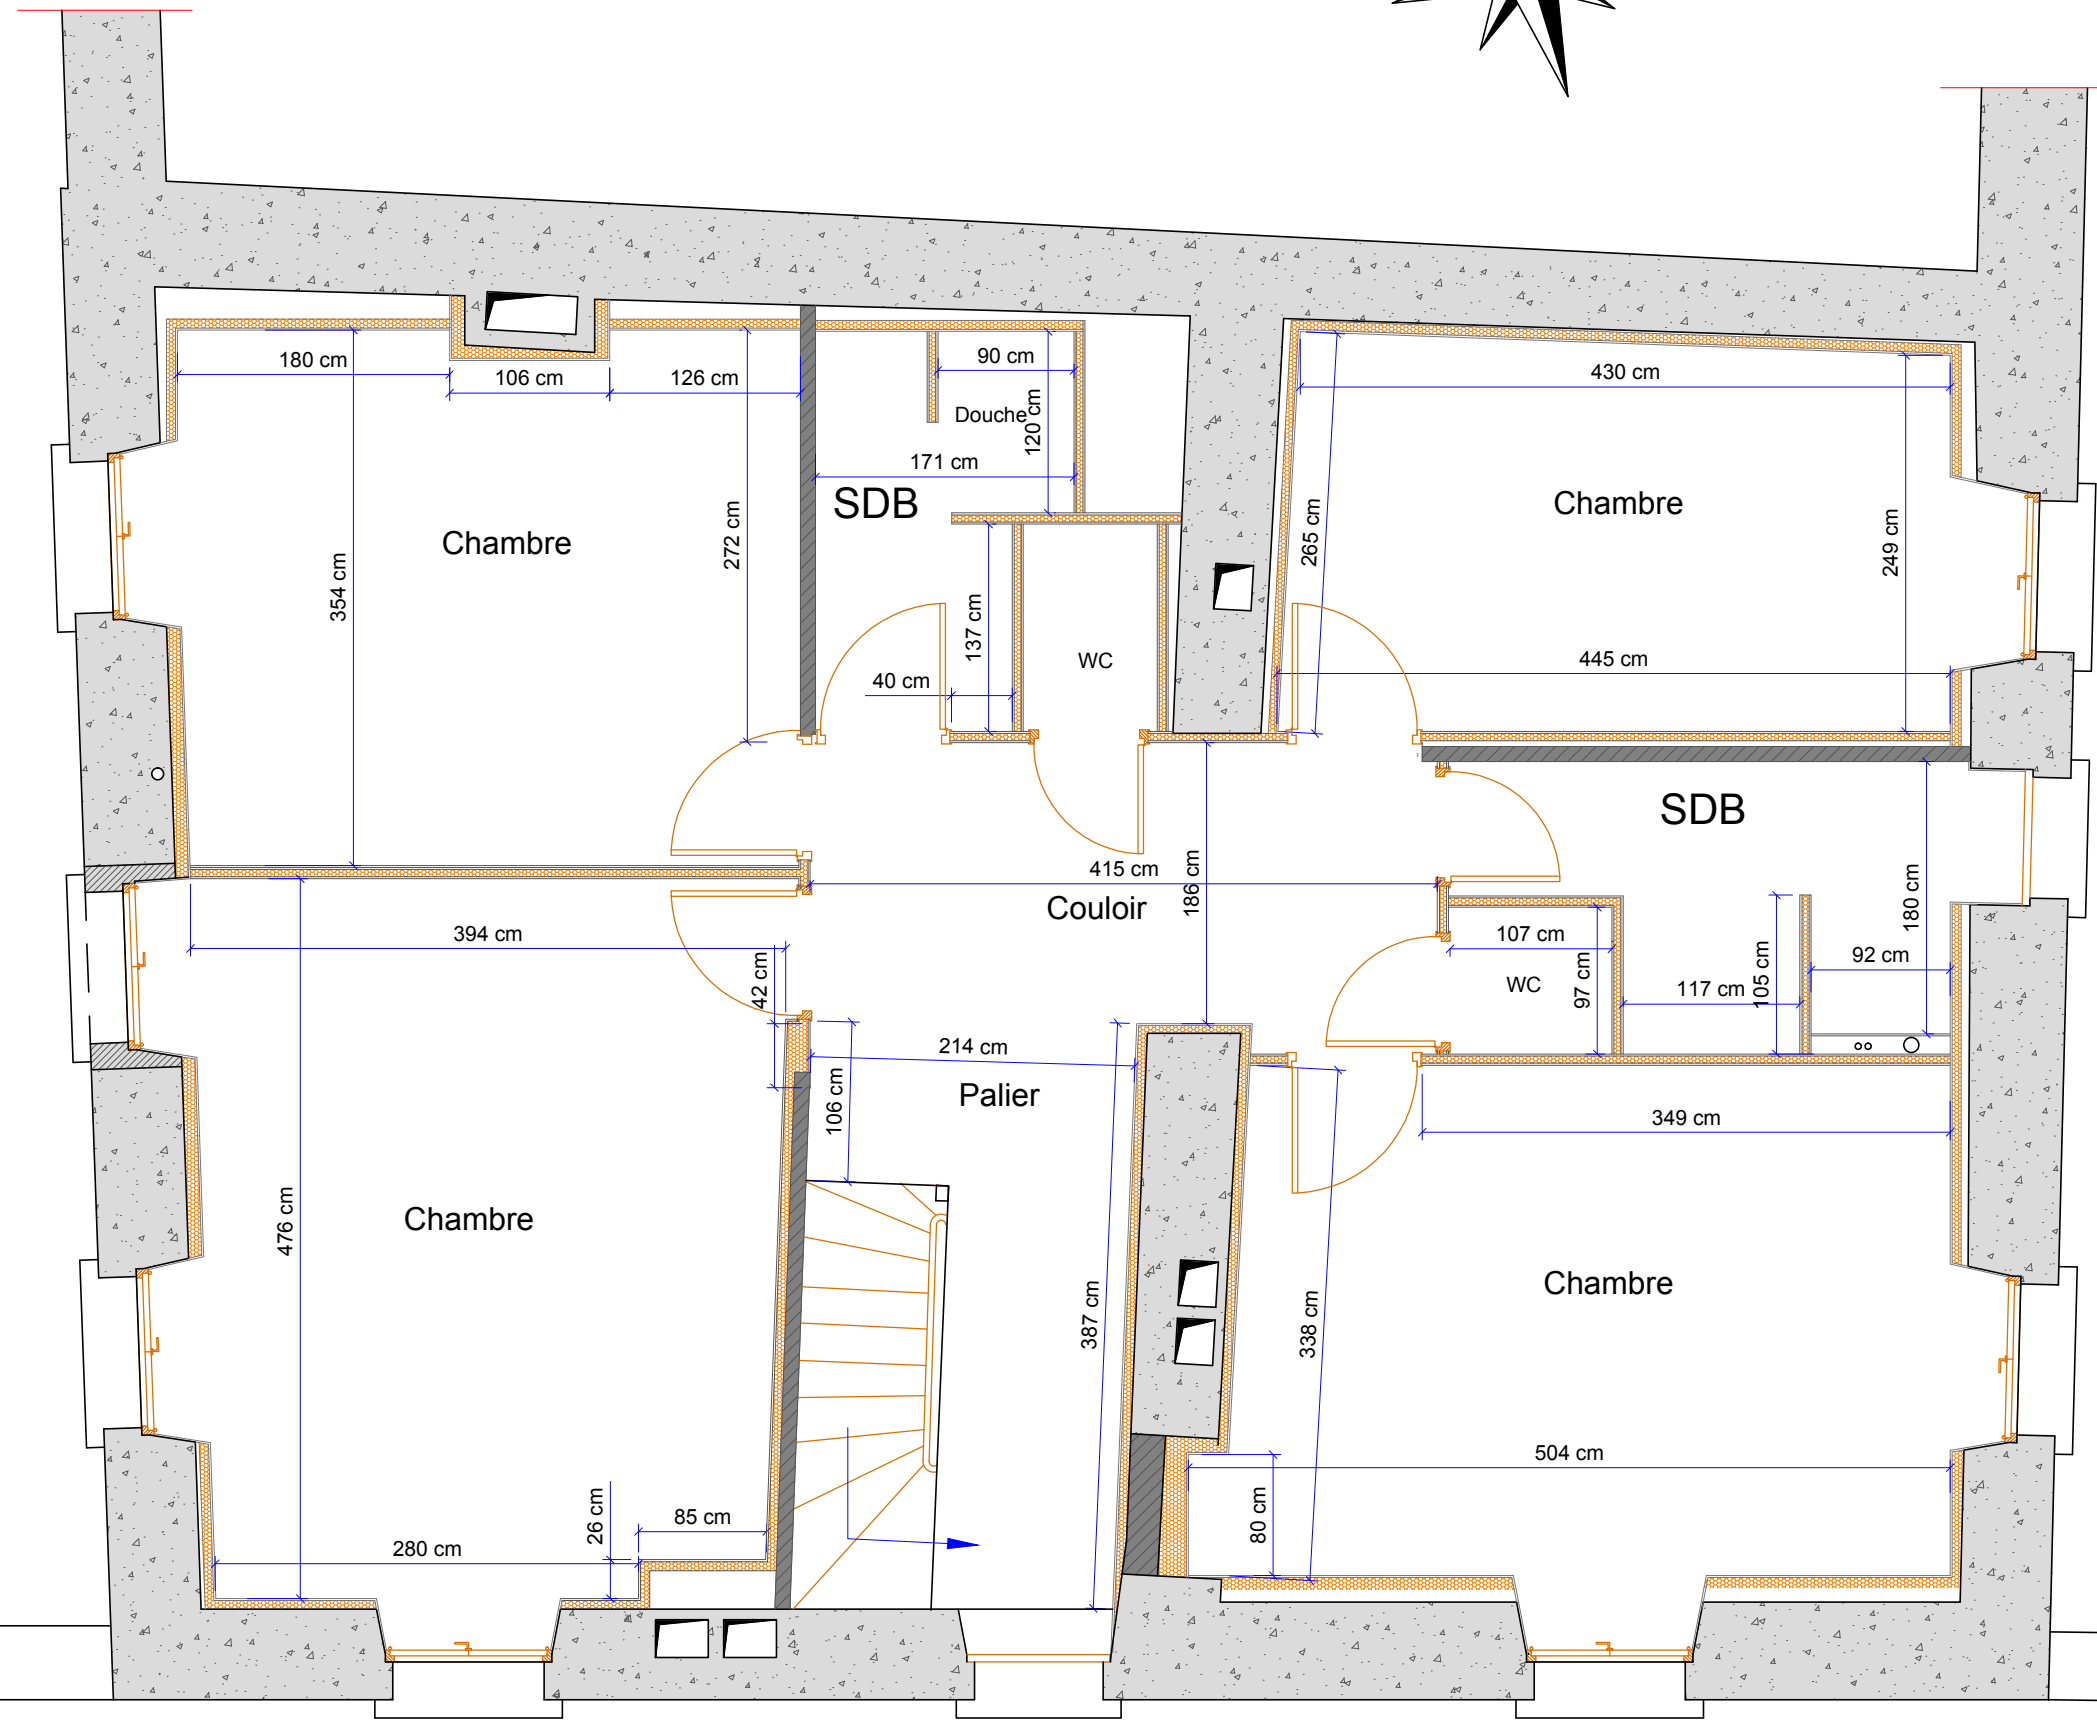 180 cm
106 cm
126 cm
90 cm
430 cm
Douche
120 cm
171 cm
SDB
Chambre
Chambre
354 cm
272 cm
265 cm
249 cm
137 cm
WC
40 cm
445 cm
SDB
415 cm
186 cm
Couloir
180 cm
394 cm
42 cm
107 cm
WC
97 cm
117 cm
105 cm
92 cm
214 cm
Palier
106 cm
349 cm
476 cm
Chambre
387 cm
338 cm
Chambre
504 cm
80 cm
26 cm
85 cm
280 cm